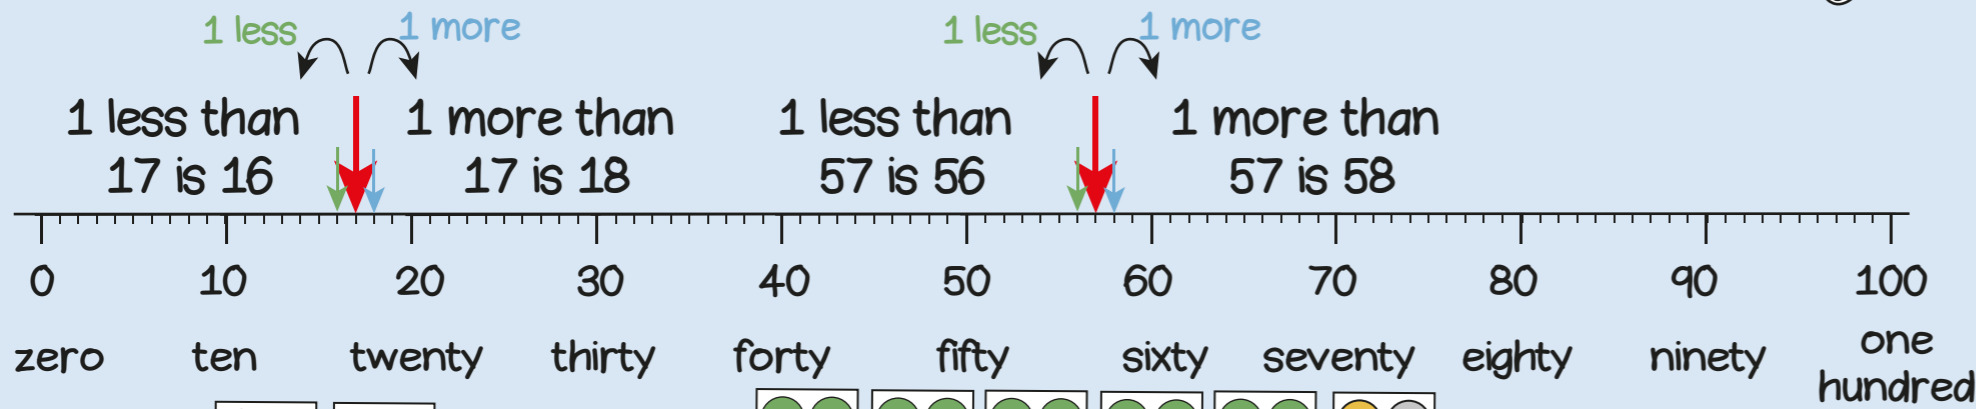 1 less
1 more
1 less
1 more
1 less than
17 is 16
1 more than
17 is 18
1 less than
57 is 56
1 more than
57 is 58
0 10 20 30 40 50 60 70 80 90 100
zero ten twenty thirty forty fifty sixty seventy eighty ninety one hundred